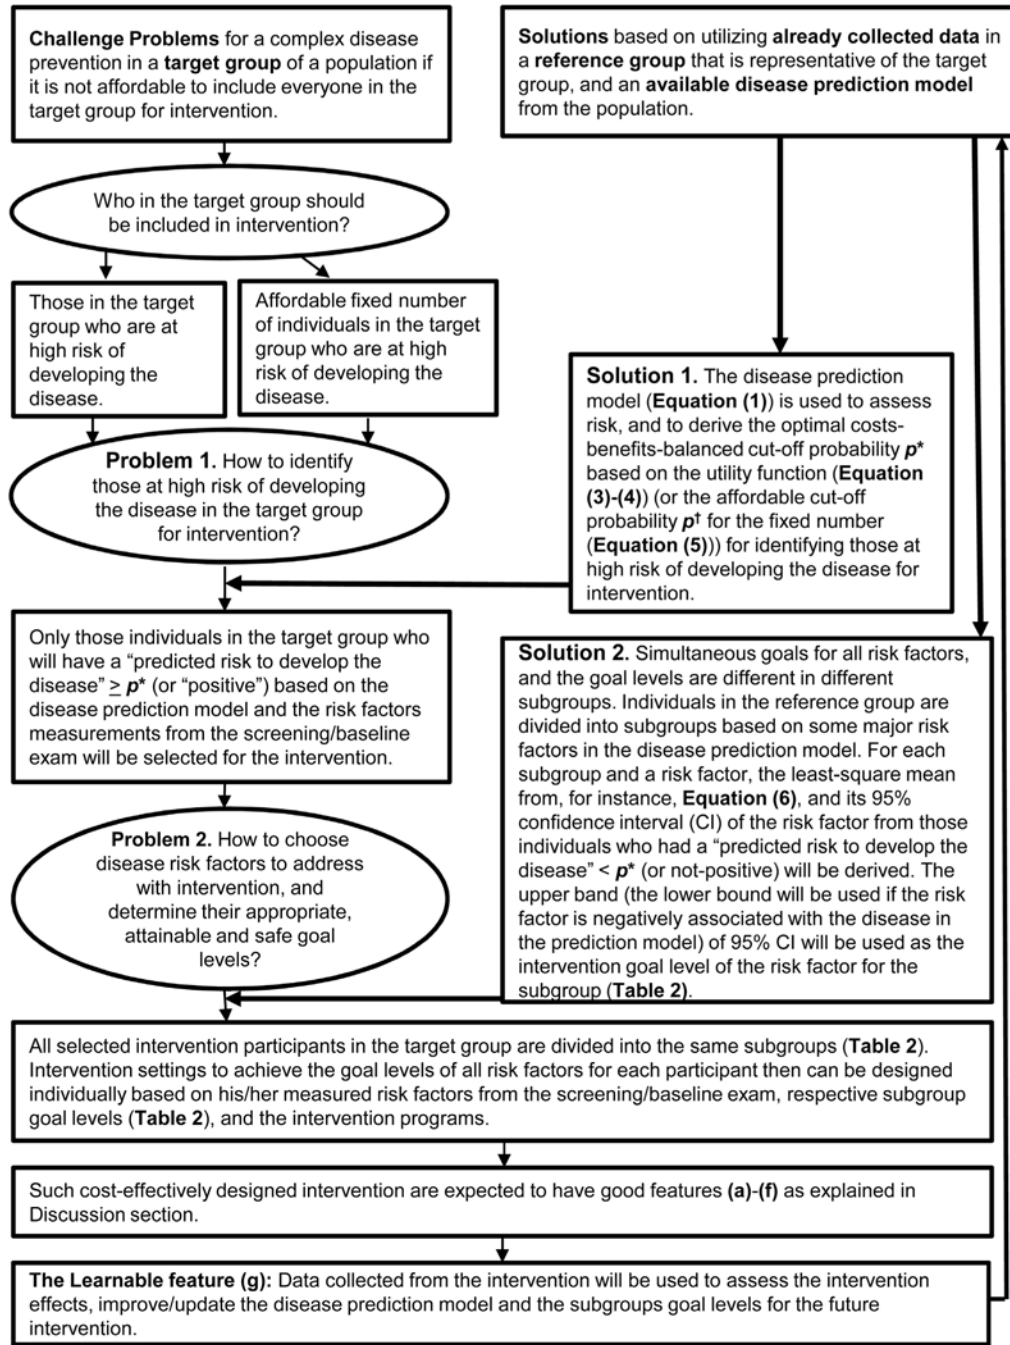 Challenge Problems for a complex disease
prevention in a target group of a population if
it is not affordable to include everyone in the
target group for intervention.
Solutions based on utilizing already collected data in
a reference group that is representative of the target
group, and an available disease prediction model
from the population.
Who in the target group should
be included in intervention?
Those in the target
group who are at
high risk of
developing the
disease.
Affordable fixed number
of individuals in the target
group who are at high
risk of developing the
disease.
Problem 1. How to identify
those at high risk of developing
the disease in the target group
for intervention?
Solution 1. The disease prediction
model (Equation (1)) is used to assess
risk, and to derive the optimal costs-
benefits-balanced cut-off probability p*
based on the utility function (Equation
(3)-(4)) (or the affordable cut-off
probability p† for the fixed number
(Equation (5))) for identifying those at
high risk of developing the disease for
intervention.
Only those individuals in the target group who
will have a “predicted risk to develop the
disease” ≥ p* (or “positive”) based on the
disease prediction model and the risk factors
measurements from the screening/baseline
exam will be selected for the intervention.
Problem 2. How to choose
disease risk factors to address
with intervention, and
determine their appropriate,
attainable and safe goal
levels?
Solution 2. Simultaneous goals for all risk factors,
and the goal levels are different in different
subgroups. Individuals in the reference group are
divided into subgroups based on some major risk
factors in the disease prediction model. For each
subgroup and a risk factor, the least-square mean
from, for instance, Equation (6), and its 95%
confidence interval (CI) of the risk factor from those
individuals who had a “predicted risk to develop the
disease” < p* (or not-positive) will be derived. The
upper band (the lower bound will be used if the risk
factor is negatively associated with the disease in
the prediction model) of 95% CI will be used as the
intervention goal level of the risk factor for the
subgroup (Table 2).
All selected intervention participants in the target group are divided into the same subgroups (Table 2).
Intervention settings to achieve the goal levels of all risk factors for each participant then can be designed
individually based on his/her measured risk factors from the screening/baseline exam, respective subgroup
goal levels (Table 2), and the intervention programs.
Such cost-effectively designed intervention are expected to have good features (a)-(f) as explained in
Discussion section.
The Learnable feature (g): Data collected from the intervention will be used to assess the intervention
effects, improve/update the disease prediction model and the subgroups goal levels for the future
intervention.